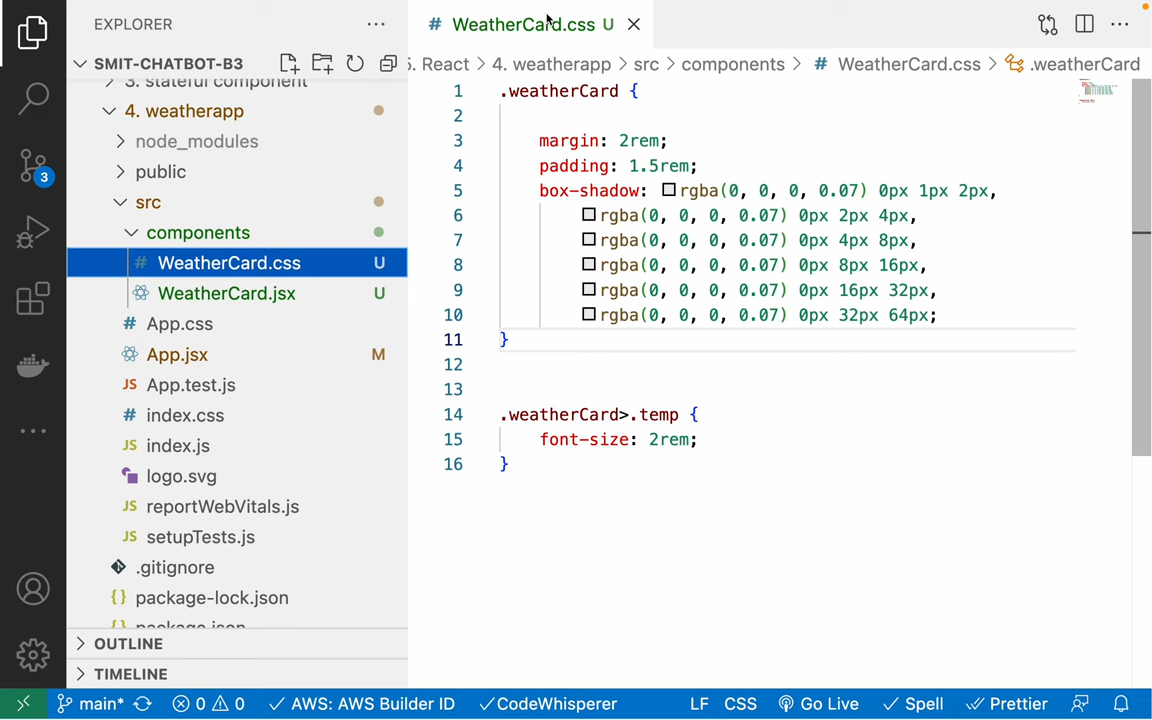 EXPLORER
SMIT-CHATBOT-B3
3. stateful component
4. weatherapp
node_modules
public
src
components
# WeatherCard.css U
WeatherCard.jsx U
# App.css
App.jsx M
JS App.test.js
# index.css
JS index.js
logo.svg
JS reportWebVitals.js
JS setupTests.js
.gitignore
{} package-lock.json
{} package.json
OUTLINE
TIMELINE
3
# WeatherCard.css U
5. React > 4. weatherapp > src > components > # WeatherCard.css > .weatherCard
1 .weatherCard {
2
3 margin: 2rem;
4 padding: 1.5rem;
5 box-shadow: rgba(0, 0, 0, 0.07) 0px 1px 2px,
6 rgba(0, 0, 0, 0.07) 0px 2px 4px,
7 rgba(0, 0, 0, 0.07) 0px 4px 8px,
8 rgba(0, 0, 0, 0.07) 0px 8px 16px,
9 rgba(0, 0, 0, 0.07) 0px 16px 32px,
10 rgba(0, 0, 0, 0.07) 0px 32px 64px;
11 }
12
13
14 .weatherCard>.temp {
15 font-size: 2rem;
16 }
main* 0 0 AWS: AWS Builder ID CodeWhisperer LF CSS Go Live Spell Prettier